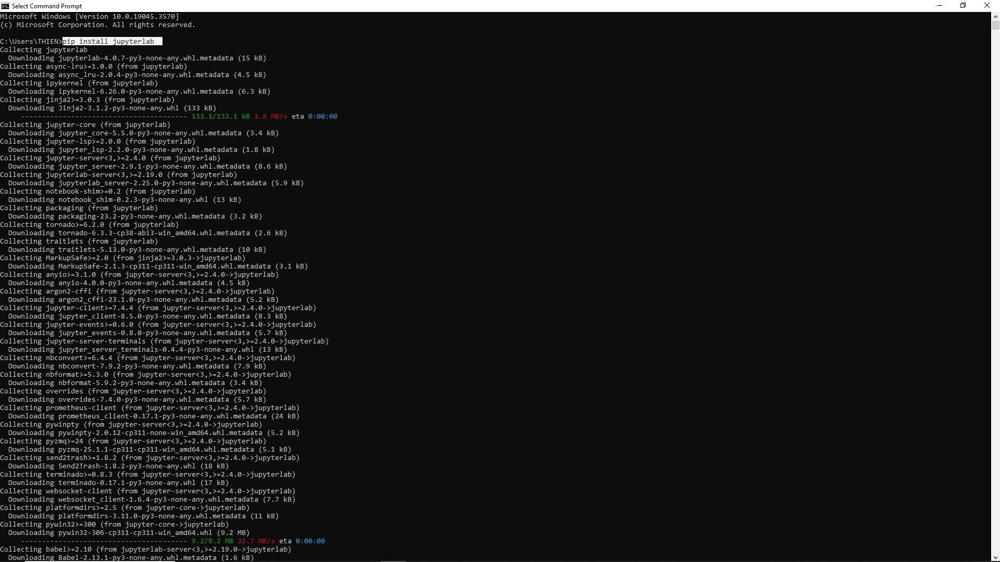 Select Command Prompt
Microsoft Windows [Version 10.0.19045.3570]
(c) Microsoft Corporation. All rights reserved.
C:\Users\THIEN>pip install jupyterlab
Collecting jupyterlab
  Downloading jupyterlab-4.0.7-py3-none-any.whl.metadata (15 kB)
Collecting async-lru>=1.0.0 (from jupyterlab)
  Downloading async_lru-2.0.4-py3-none-any.whl.metadata (4.5 kB)
Collecting ipykernel (from jupyterlab)
  Downloading ipykernel-6.26.0-py3-none-any.whl.metadata (6.3 kB)
Collecting jinja2>=3.0.3 (from jupyterlab)
  Downloading Jinja2-3.1.2-py3-none-any.whl (133 kB)
     ---------------------------------------- 133.1/133.1 kB 1.6 MB/s eta 0:00:00
Collecting jupyter-core (from jupyterlab)
  Downloading jupyter_core-5.5.0-py3-none-any.whl.metadata (3.4 kB)
Collecting jupyter-lsp>=2.0.0 (from jupyterlab)
  Downloading jupyter_lsp-2.2.0-py3-none-any.whl.metadata (1.8 kB)
Collecting jupyter-server<3,>=2.4.0 (from jupyterlab)
  Downloading jupyter_server-2.9.1-py3-none-any.whl.metadata (8.6 kB)
Collecting jupyterlab-server<3,>=2.19.0 (from jupyterlab)
  Downloading jupyterlab_server-2.25.0-py3-none-any.whl.metadata (5.9 kB)
Collecting notebook-shim>=0.2 (from jupyterlab)
  Downloading notebook_shim-0.2.3-py3-none-any.whl (13 kB)
Collecting packaging (from jupyterlab)
  Downloading packaging-23.2-py3-none-any.whl.metadata (3.2 kB)
Collecting tornado>=6.2.0 (from jupyterlab)
  Downloading tornado-6.3.3-cp38-abi3-win_amd64.whl.metadata (2.6 kB)
Collecting traitlets (from jupyterlab)
  Downloading traitlets-5.13.0-py3-none-any.whl.metadata (10 kB)
Collecting MarkupSafe>=2.0 (from jinja2>=3.0.3->jupyterlab)
  Downloading MarkupSafe-2.1.3-cp311-cp311-win_amd64.whl.metadata (3.1 kB)
Collecting anyio>=3.1.0 (from jupyter-server<3,>=2.4.0->jupyterlab)
  Downloading anyio-4.0.0-py3-none-any.whl.metadata (4.5 kB)
Collecting argon2-cffi (from jupyter-server<3,>=2.4.0->jupyterlab)
  Downloading argon2_cffi-23.1.0-py3-none-any.whl.metadata (5.2 kB)
Collecting jupyter-client>=7.4.4 (from jupyter-server<3,>=2.4.0->jupyterlab)
  Downloading jupyter_client-8.5.0-py3-none-any.whl.metadata (8.3 kB)
Collecting jupyter-events>=0.6.0 (from jupyter-server<3,>=2.4.0->jupyterlab)
  Downloading jupyter_events-0.8.0-py3-none-any.whl.metadata (5.7 kB)
Collecting jupyter-server-terminals (from jupyter-server<3,>=2.4.0->jupyterlab)
  Downloading jupyter_server_terminals-0.4.4-py3-none-any.whl (13 kB)
Collecting nbconvert>=6.4.4 (from jupyter-server<3,>=2.4.0->jupyterlab)
  Downloading nbconvert-7.9.2-py3-none-any.whl.metadata (7.9 kB)
Collecting nbformat>=5.3.0 (from jupyter-server<3,>=2.4.0->jupyterlab)
  Downloading nbformat-5.9.2-py3-none-any.whl.metadata (3.4 kB)
Collecting overrides (from jupyter-server<3,>=2.4.0->jupyterlab)
  Downloading overrides-7.4.0-py3-none-any.whl.metadata (5.7 kB)
Collecting prometheus-client (from jupyter-server<3,>=2.4.0->jupyterlab)
  Downloading prometheus_client-0.17.1-py3-none-any.whl.metadata (24 kB)
Collecting pywinpty (from jupyter-server<3,>=2.4.0->jupyterlab)
  Downloading pywinpty-2.0.12-cp311-none-win_amd64.whl.metadata (5.2 kB)
Collecting pyzmq>=24 (from jupyter-server<3,>=2.4.0->jupyterlab)
  Downloading pyzmq-25.1.1-cp311-cp311-win_amd64.whl.metadata (5.1 kB)
Collecting send2trash>=1.8.2 (from jupyter-server<3,>=2.4.0->jupyterlab)
  Downloading Send2Trash-1.8.2-py3-none-any.whl (18 kB)
Collecting terminado>=0.8.3 (from jupyter-server<3,>=2.4.0->jupyterlab)
  Downloading terminado-0.17.1-py3-none-any.whl (17 kB)
Collecting websocket-client (from jupyter-server<3,>=2.4.0->jupyterlab)
  Downloading websocket_client-1.6.4-py3-none-any.whl.metadata (7.7 kB)
Collecting platformdirs>=2.5 (from jupyter-core->jupyterlab)
  Downloading platformdirs-3.11.0-py3-none-any.whl.metadata (11 kB)
Collecting pywin32>=300 (from jupyter-core->jupyterlab)
  Downloading pywin32-306-cp311-cp311-win_amd64.whl (9.2 MB)
     ---------------------------------------- 9.2/9.2 MB 22.7 MB/s eta 0:00:00
Collecting babel>=2.10 (from jupyterlab-server<3,>=2.19.0->jupyterlab)
  Downloading Babel-2.13.1-py3-none-any.whl.metadata (1.6 kB)